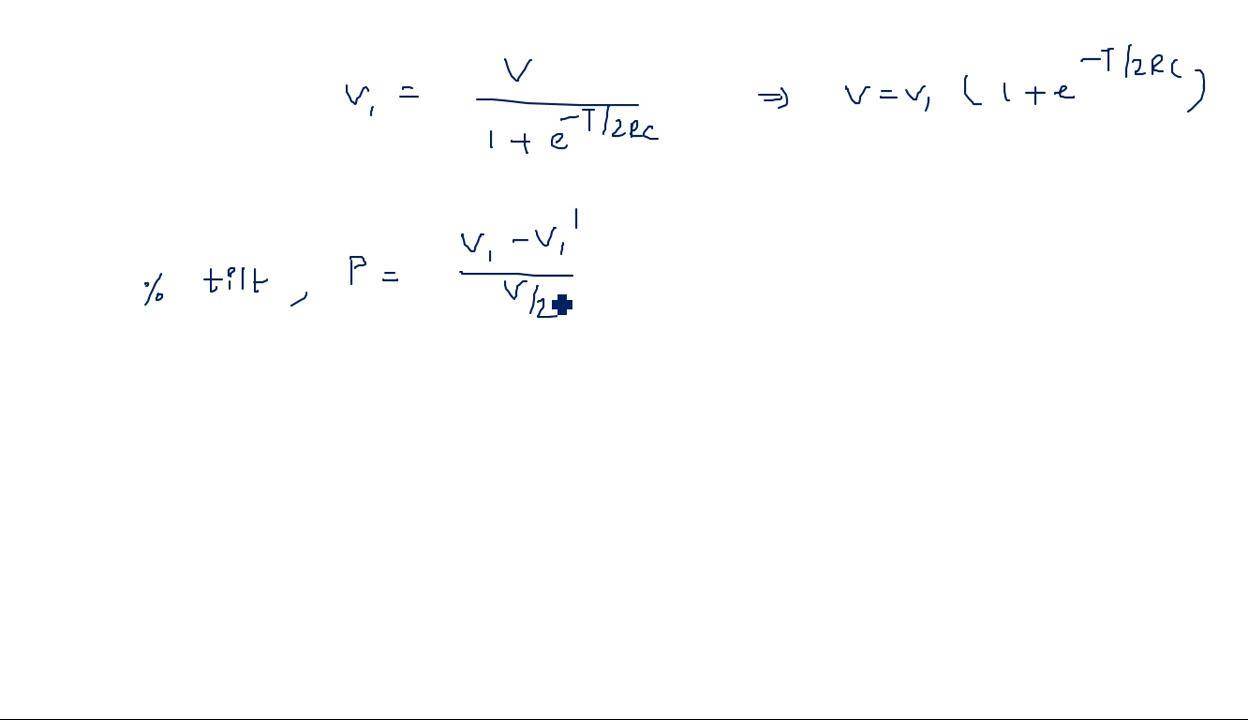 v₁ = V / (1 + e^(-T/2RC)) ⇒ V = v₁ (1 + e^(-T/2RC))
% tilt, P = (v₁ - v₁') / (V/2)